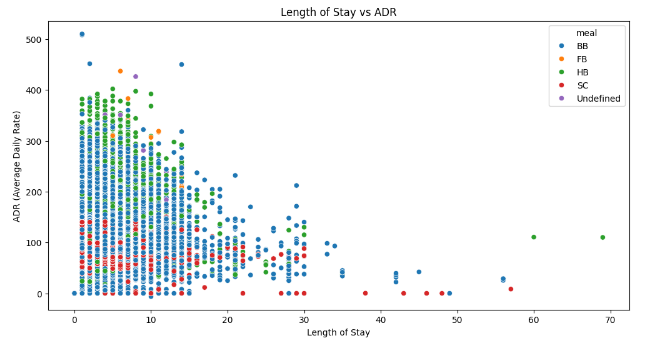 Length of Stay vs ADR
meal
BB
FB
HB
SC
Undefined
ADR (Average Daily Rate)
500
400
300
200
100
0
0 10 20 30 40 50 60 70
Length of Stay